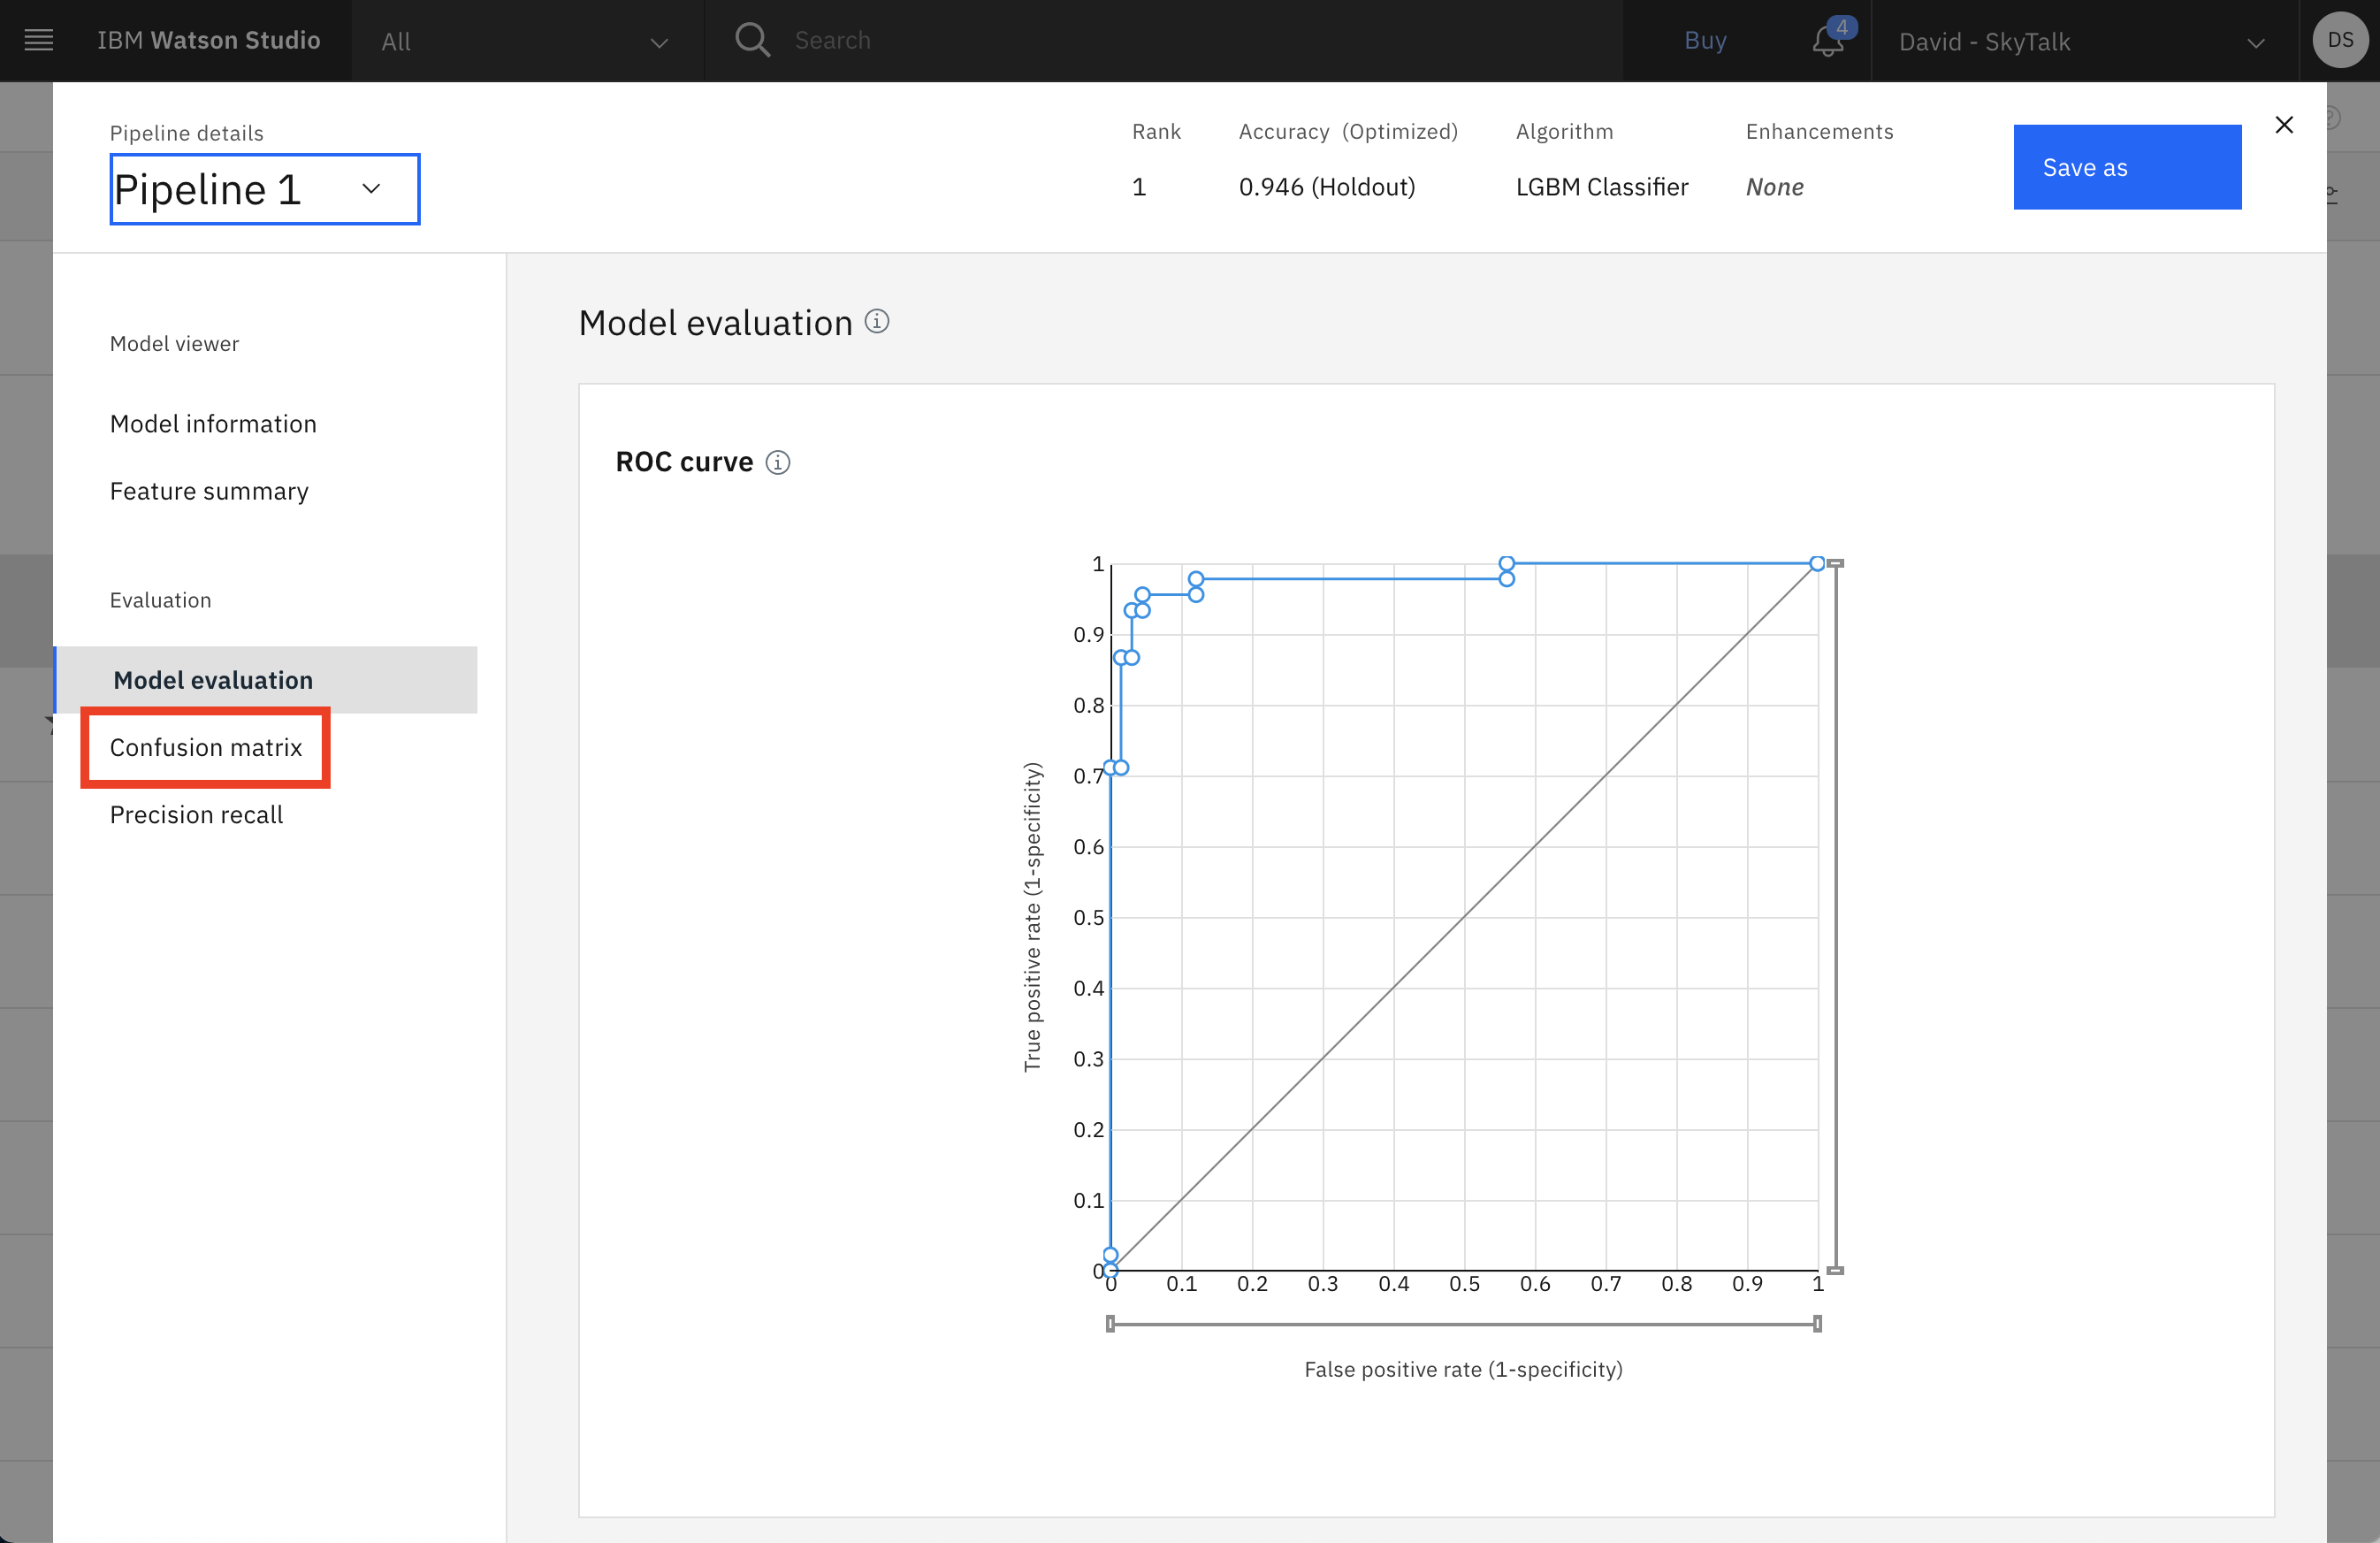 IBM Watson Studio
All
Search
Buy
4
David - SkyTalk
DS
Pipeline details
Pipeline 1
Rank
Accuracy (Optimized)
Algorithm
Enhancements
1
0.946 (Holdout)
LGBM Classifier
None
Save as
Model viewer
Model information
Feature summary
Evaluation
Model evaluation
Confusion matrix
Precision recall
Model evaluation
ROC curve
True positive rate (1-specificity)
1
0.9
0.8
0.7
0.6
0.5
0.4
0.3
0.2
0.1
0
0 0.1 0.2 0.3 0.4 0.5 0.6 0.7 0.8 0.9 1
False positive rate (1-specificity)